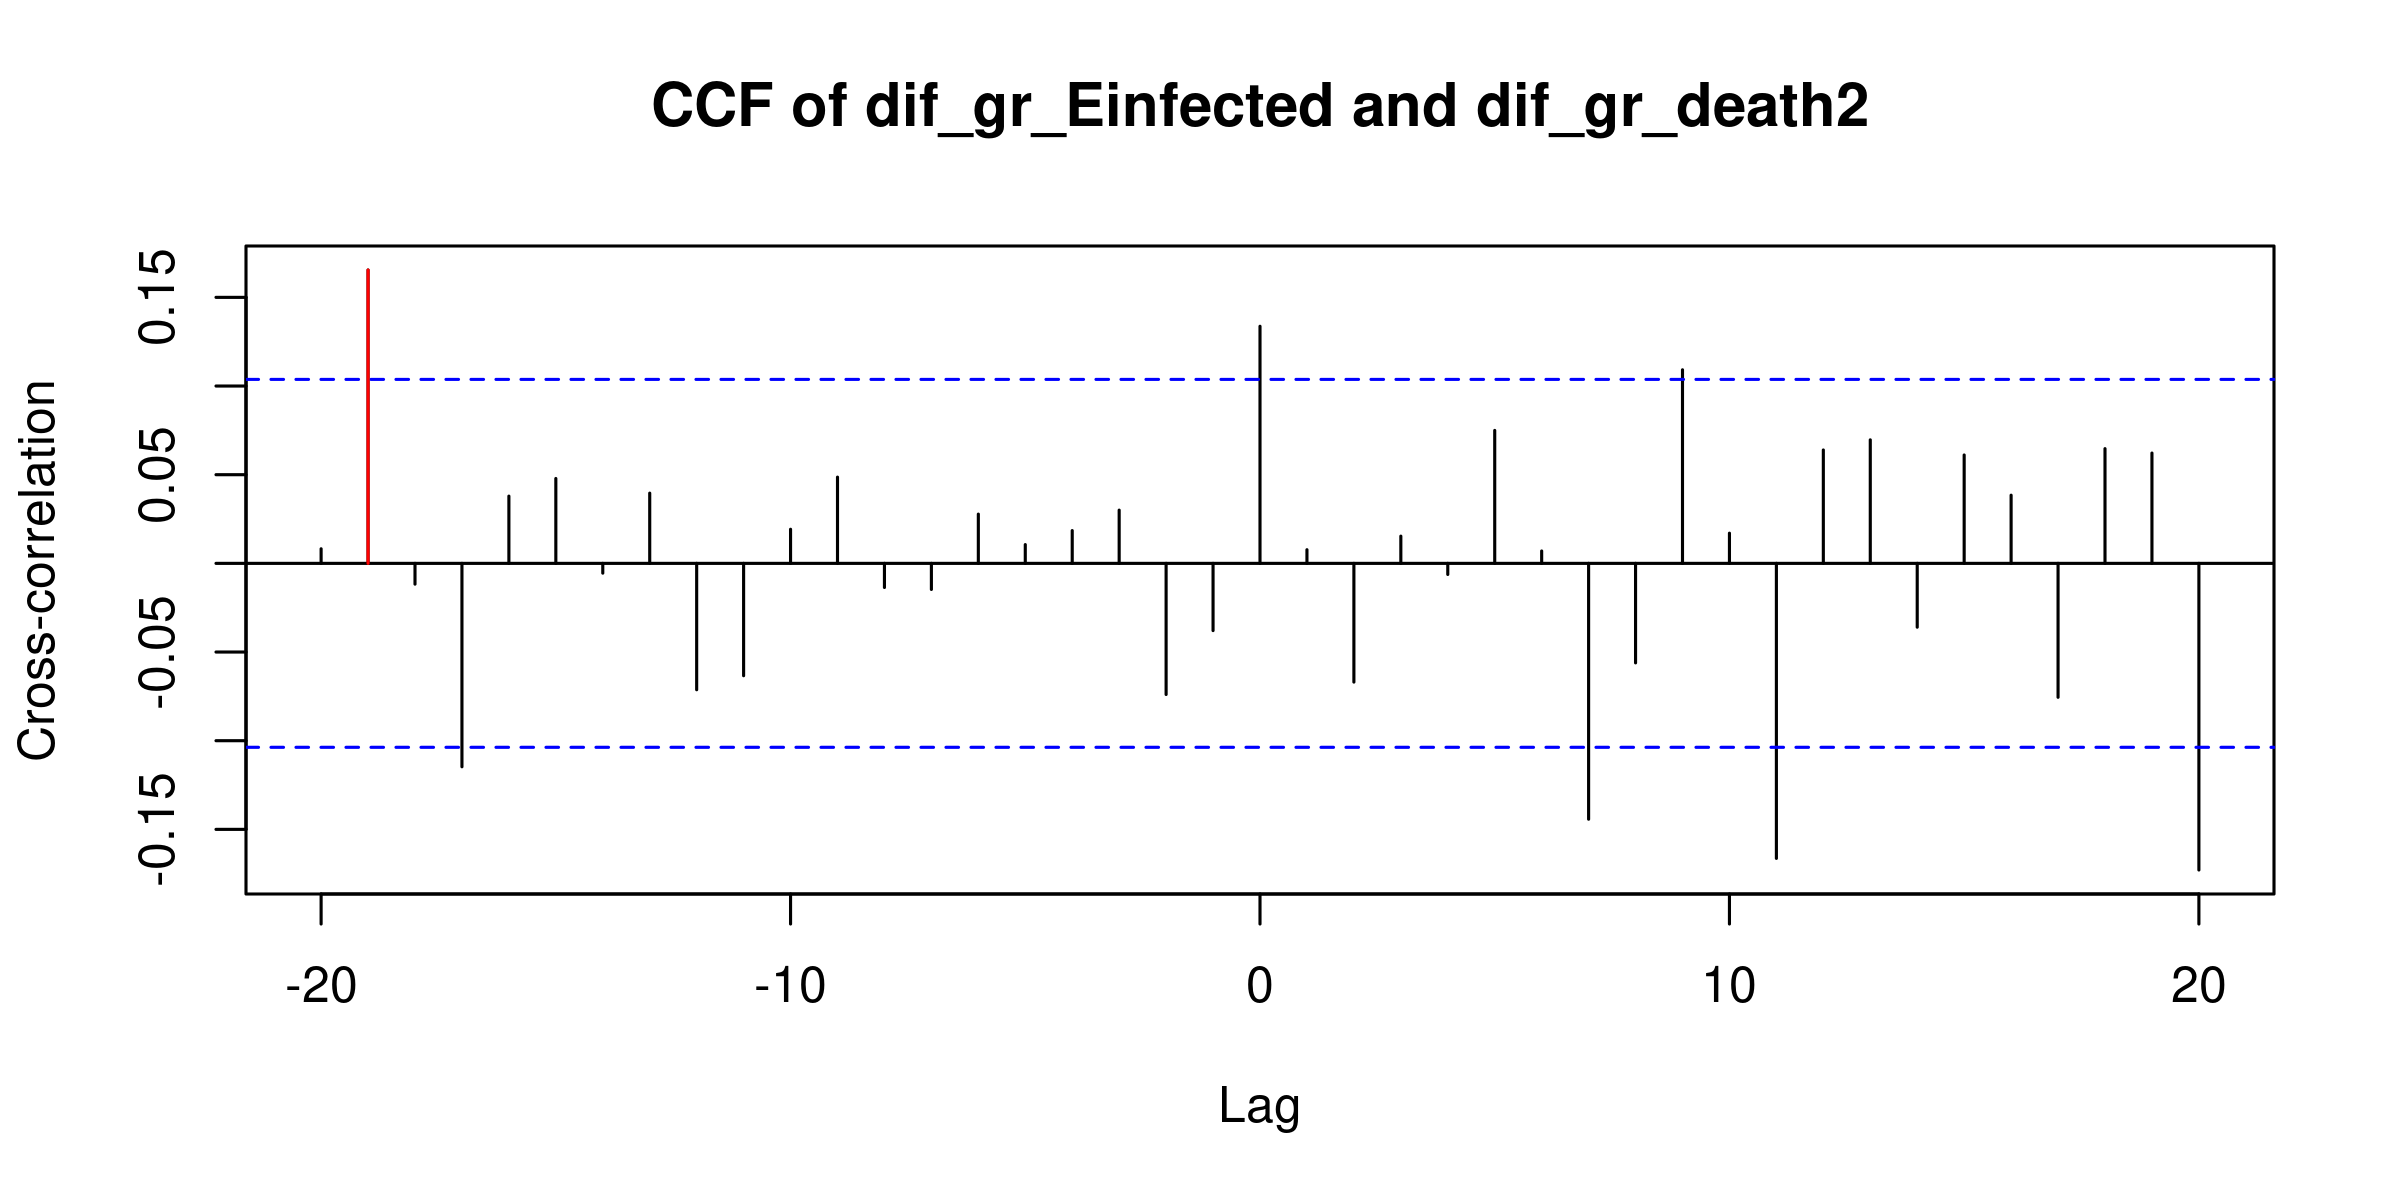 CCF of dif_gr_Einfected and dif_gr_death2
Cross-correlation
0.15
0.05
-0.05
-0.15
-20 -10 0 10 20
Lag